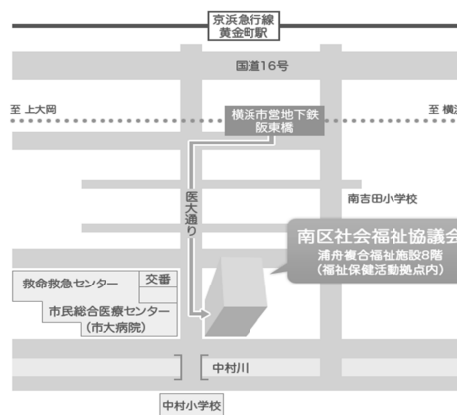 京浜急行線
黄金町駅
国道16号
至 上大岡
至 横浜
横浜市営地下鉄
阪東橋
医大通り
南吉田小学校
南区社会福祉協議会
浦舟複合福祉施設8階
(福祉保健活動拠点内)
救命救急センター
交番
市民総合医療センター
(市大病院)
中村川
中村小学校